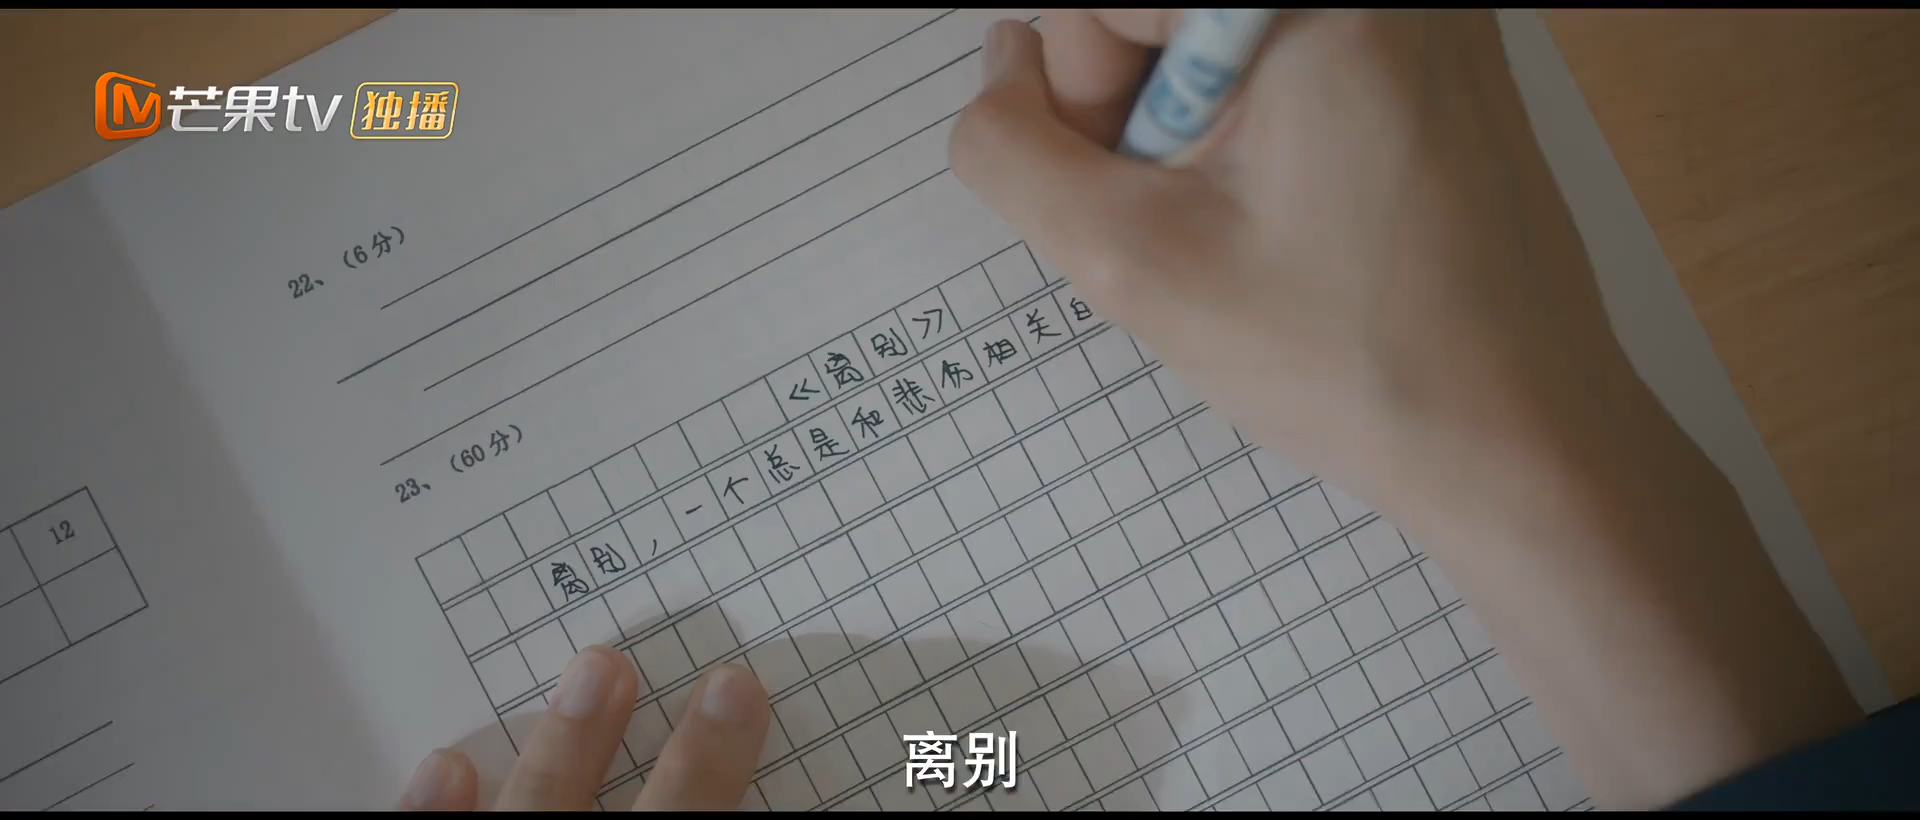 芒果tv 独播
22、（6分）
23、（60分）
《离别》
离别，一个总是和悲伤相关
12
离别